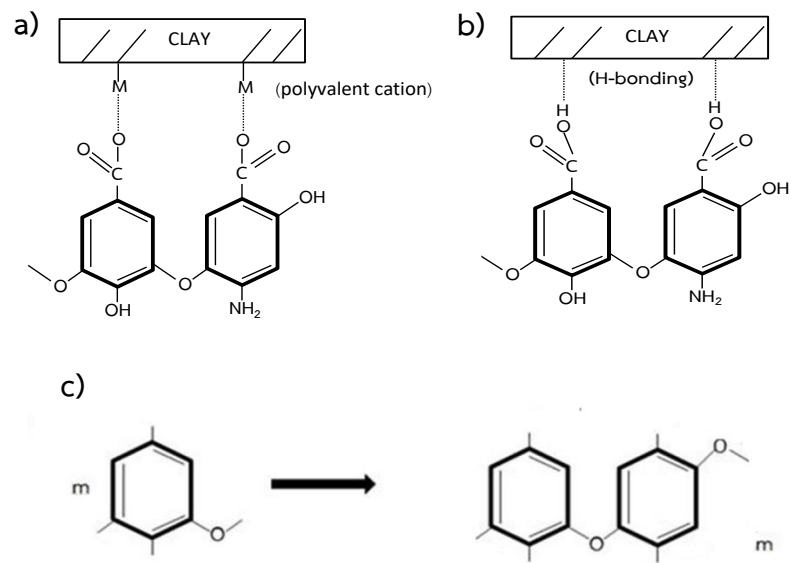 a)
CLAY
M M (polyvalent cation)
O O
O C C O
OH
O O
OH NH2
b)
CLAY
(H-bonding)
H H
O O
O C C O
OH
O O
OH NH2
c)
m O
O
O m